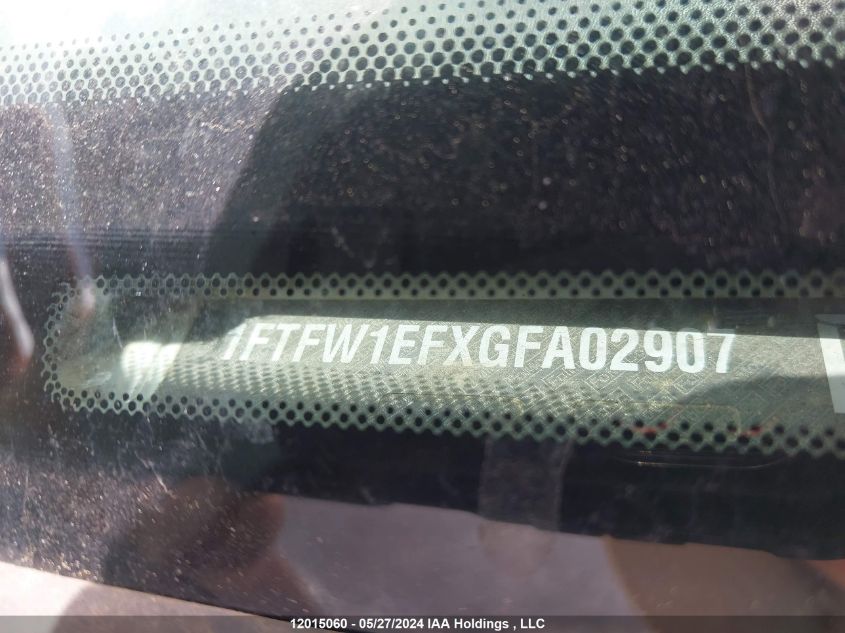 1FTFW1EFXGFA02907
12015060 - 05/27/2024 IAA Holdings , LLC